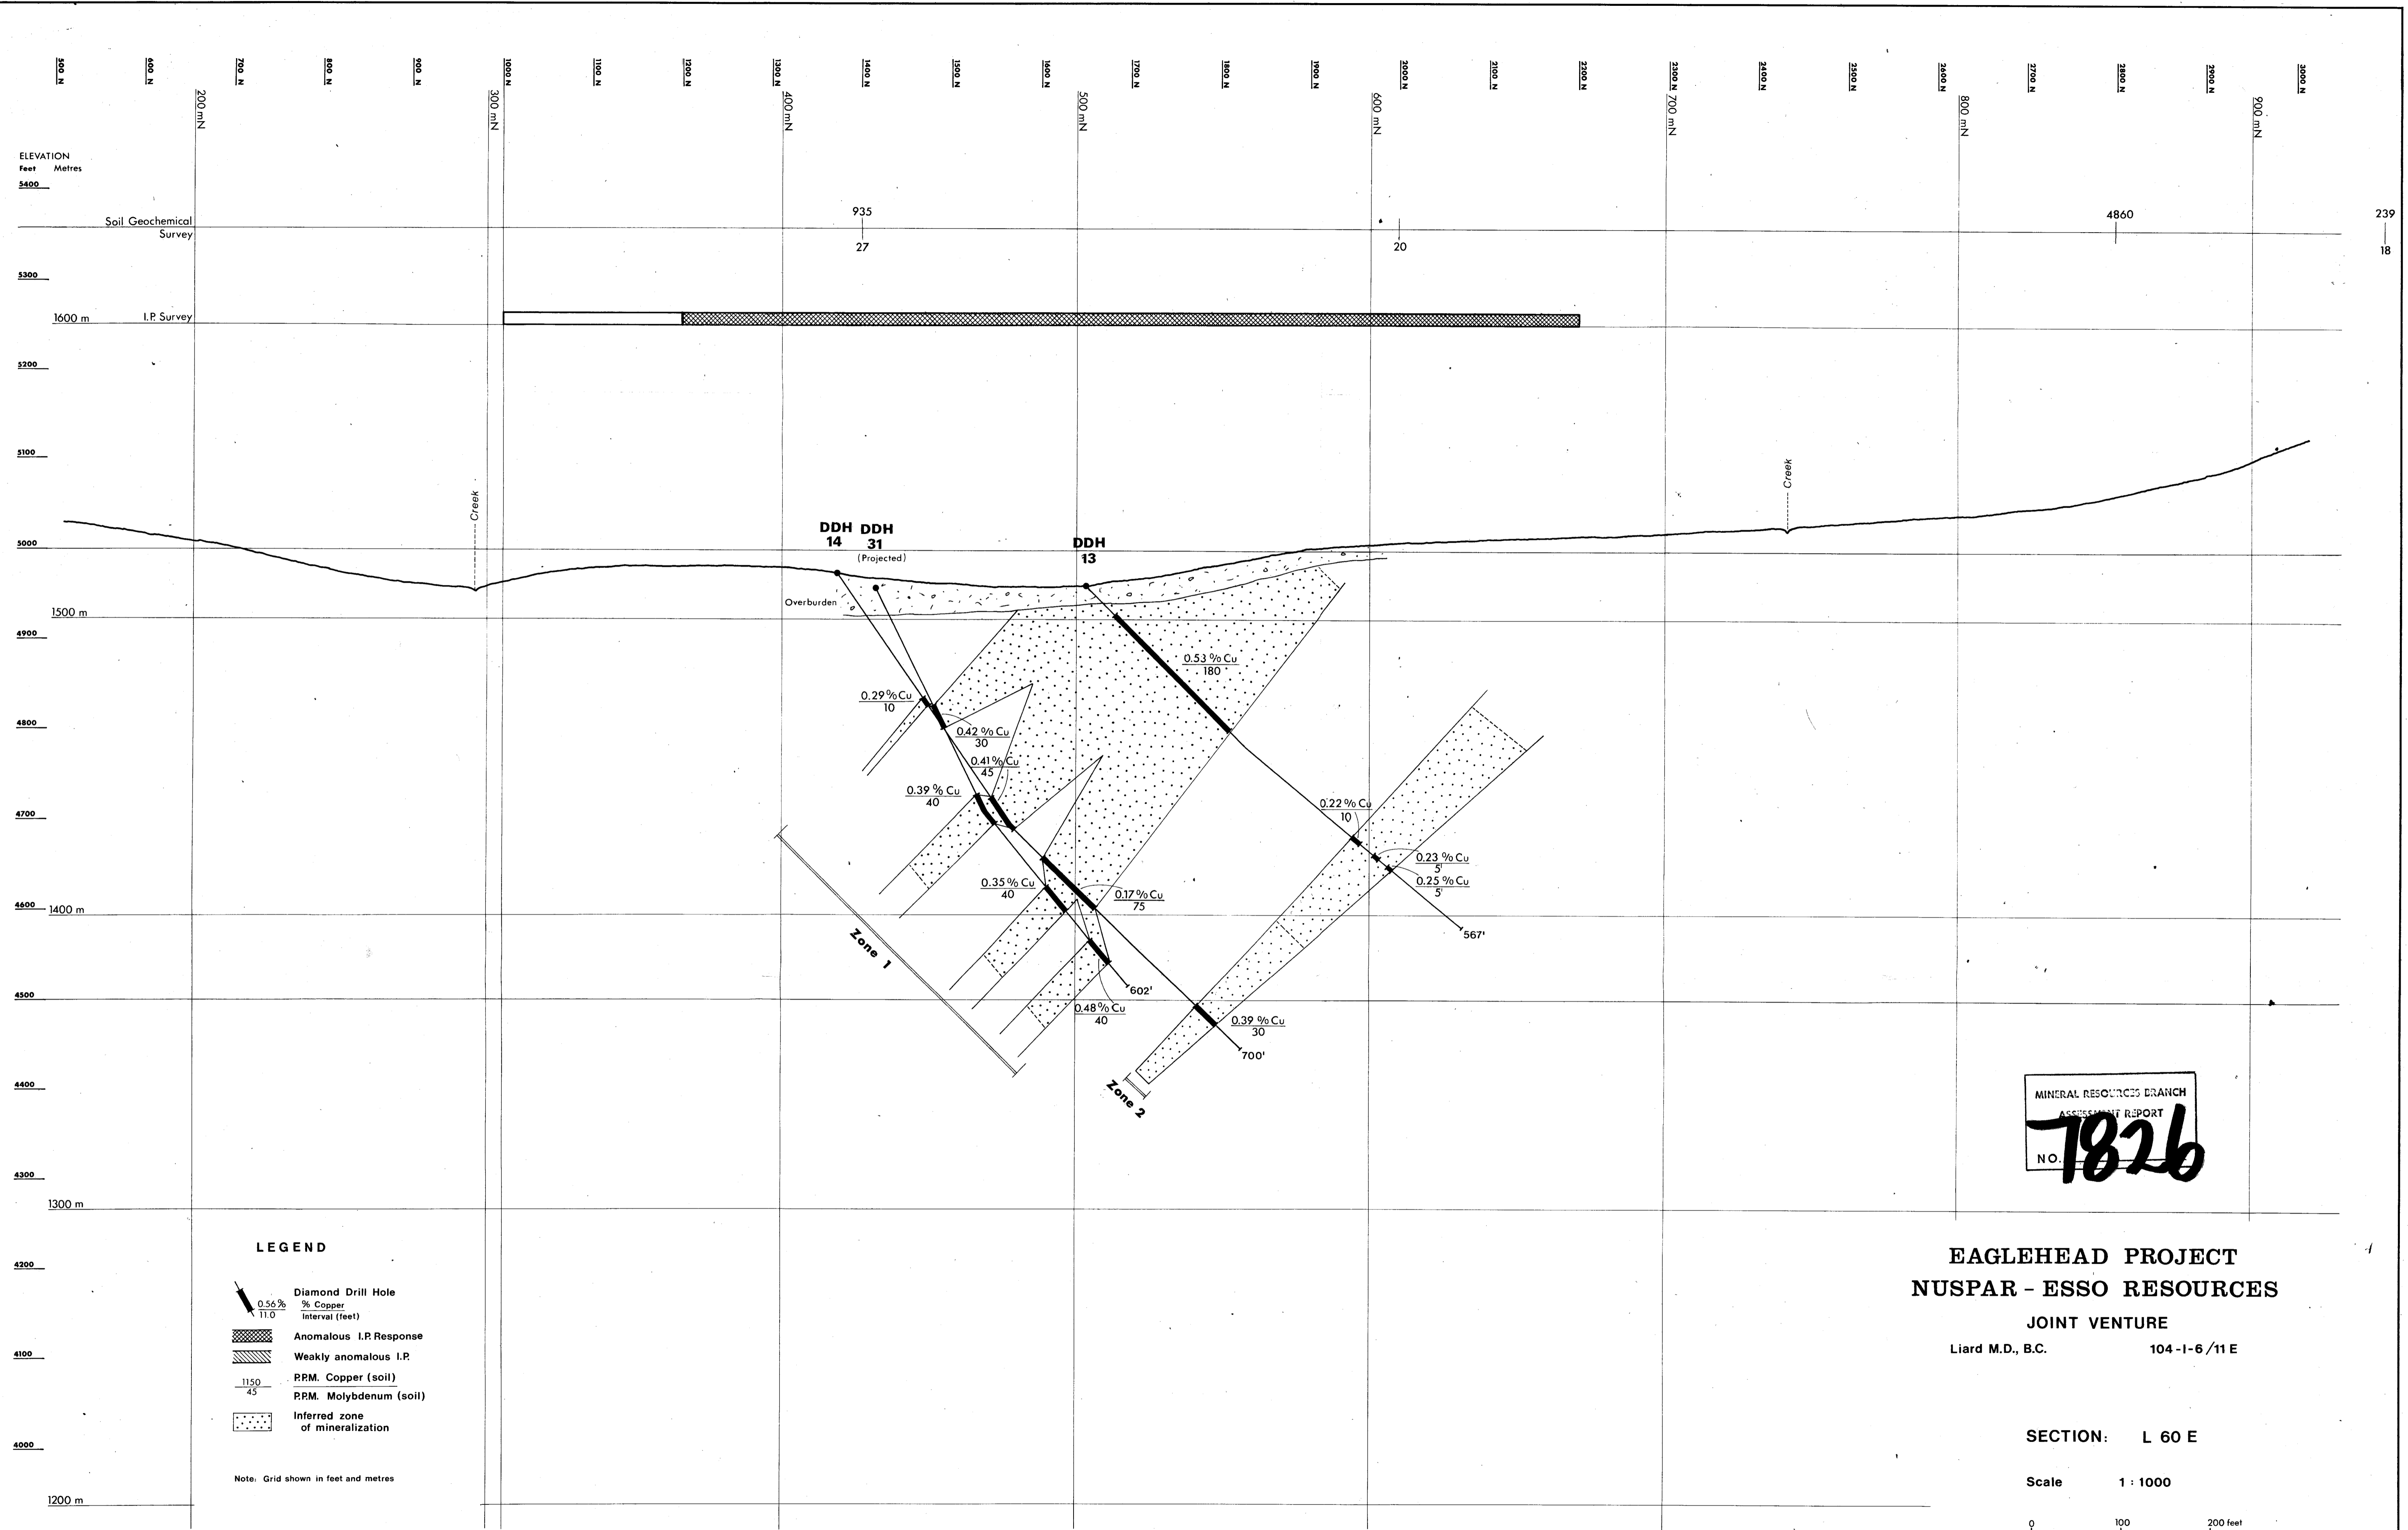 500 N
600 N
700 N
800 N
900 N
1000 N
1100 N
1200 N
1300 N
1400 N
1500 N
1600 N
1700 N
1800 N
1900 N
2000 N
2100 N
2200 N
2300 N
2400 N
2500 N
2600 N
2700 N
2800 N
2900 N
3000 N
200 mN
300 mN
400 mN
500 mN
600 mN
700 mN
800 mN
900 mN
ELEVATION
Feet Metres
5400
Soil Geochemical
Survey
935
27
20
4860
239
18
5300
1600 m
I.P. Survey
5200
5100
Creek
Creek
5000
DDH
14
DDH
31
(Projected)
DDH
13
Overburden
1500 m
4900
0.53 % Cu
180
0.29 % Cu
10
4800
0.42 % Cu
30
0.41 % Cu
45
0.39 % Cu
40
4700
0.22 % Cu
10
0.23 % Cu
5'
0.25 % Cu
5'
0.35 % Cu
40
0.17 % Cu
75
4600
1400 m
567'
Zone 1
602'
4500
0.48 % Cu
40
0.39 % Cu
30
700'
4400
Zone 2
MINERAL RESOURCES BRANCH
ASSESSMENT REPORT
NO. 7826
4300
1300 m
LEGEND
4200
0.56 %
11.0
Diamond Drill Hole
% Copper
Interval (feet)
Anomalous I.P. Response
4100
Weakly anomalous I.P.
1150
45
P.P.M. Copper (soil)
P.P.M. Molybdenum (soil)
Inferred zone
of mineralization
4000
Note: Grid shown in feet and metres
1200 m
EAGLEHEAD PROJECT
NUSPAR - ESSO RESOURCES
JOINT VENTURE
Liard M.D., B.C. 104-I-6/11 E
SECTION: L 60 E
Scale 1 : 1000
0 100 200 feet